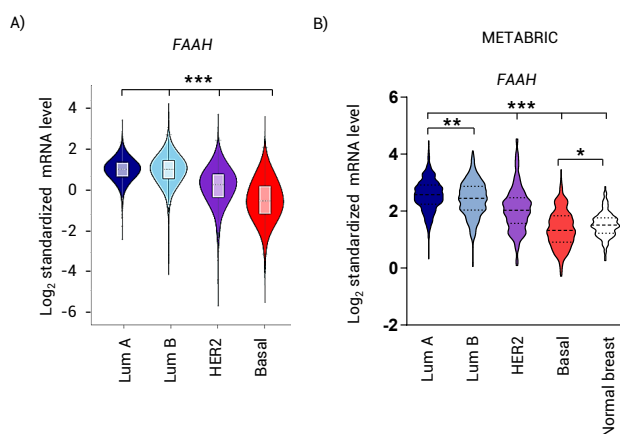 A)
FAAH
***
Log2 standardized mRNA level
4
2
0
-2
-4
-6
Lum A
Lum B
HER2
Basal
B)
METABRIC
FAAH
***
**
*
Log2 standardized mRNA level
6
4
2
0
-2
Lum A
Lum B
HER2
Basal
Normal breast